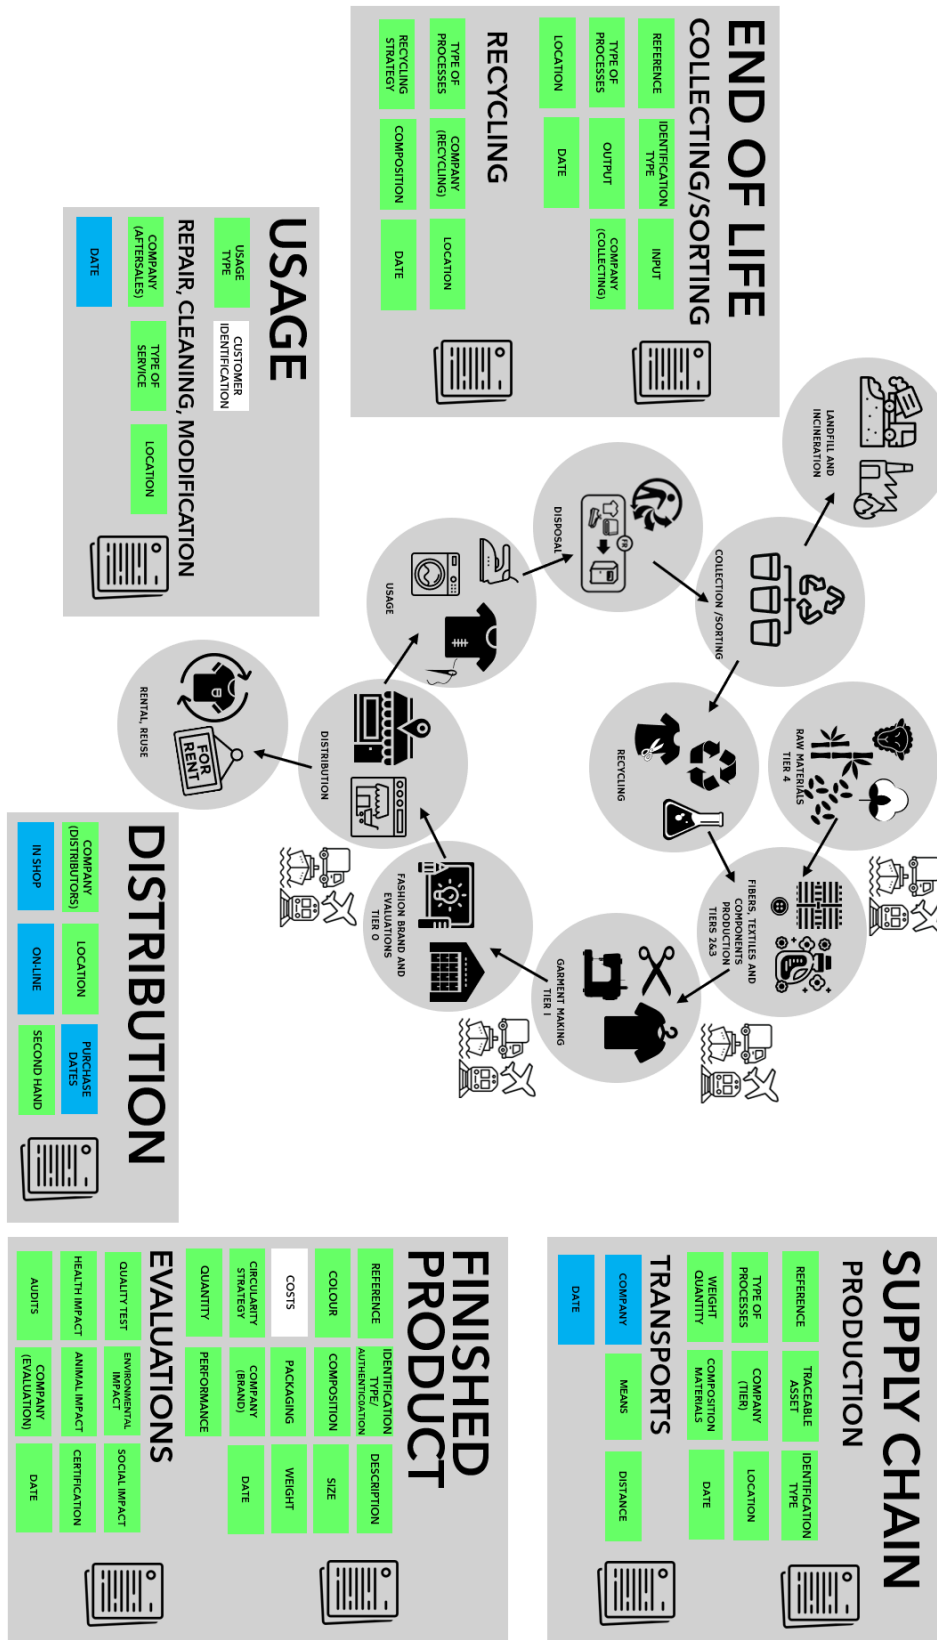 SUPPLY CHAIN
PRODUCTION
REFERENCE
TRACEABLE
ASSET
IDENTIFICATION
TYPE
TYPE OF
PROCESSES
COMPANY
(TIER)
LOCATION
WEIGHT
QUANTITY
COMPOSITION
MATERIALS
DATE
TRANSPORTS
COMPANY
MEANS
DISTANCE
DATE
FINISHED
PRODUCT
REFERENCE
IDENTIFICATION
TYPE/
AUTHENTICDATION
DESCRIPTION
COLOUR
COMPOSITION
SIZE
COSTS
PACKAGING
WEIGHT
CIRCULARITY
STRATEGY
COMPANY
(BRAND)
DATE
QUANTITY
PERFORMANCE
EVALUATIONS
QUALITY TEST
ENVIRONMENTAL
IMPACT
SOCIAL IMPACT
HEALTH IMPACT
ANIMAL IMPACT
CERTIFICATION
AUDITS
COMPANY
(EVALUATION)
DATE
DISTRIBUTION
COMPANY
(DISTRIBUTORS)
LOCATION
PURCHASE
DATES
IN SHOP
ON-LINE
SECOND HAND
USAGE
USAGE
TYPE
CUSTOMER
IDENTIFICATION
REPAIR, CLEANING, MODIFICATION
COMPANY
(AFTERSALES)
TYPE OF
SERVICE
LOCATION
DATE
END OF LIFE
COLLECTING/SORTING
REFERENCE
IDENTIFICATION
TYPE
INPUT
TYPE OF
PROCESSES
OUTPUT
COMPANY
(COLLECTING)
LOCATION
DATE
RECYCLING
TYPE OF
PROCESSES
COMPANY
(RECYCLING)
LOCATION
RECYCLING
STRATEGY
COMPOSITION
DATE
LANDFILL AND
INCINERATION
COLLECTION /SORTING
RAW MATERIALS
TIER 4
DISPOSAL
FR
RECYCLING
FIBERS, TEXTILES AND
COMPONENTS
PRODUCTION
TIERS 2&3
GARMENT MAKING
TIER 1
FASHION BRAND AND
EVALUATIONS
TIER 0
DISTRIBUTION
USAGE
RENTAL, REUSE
FOR
RENT